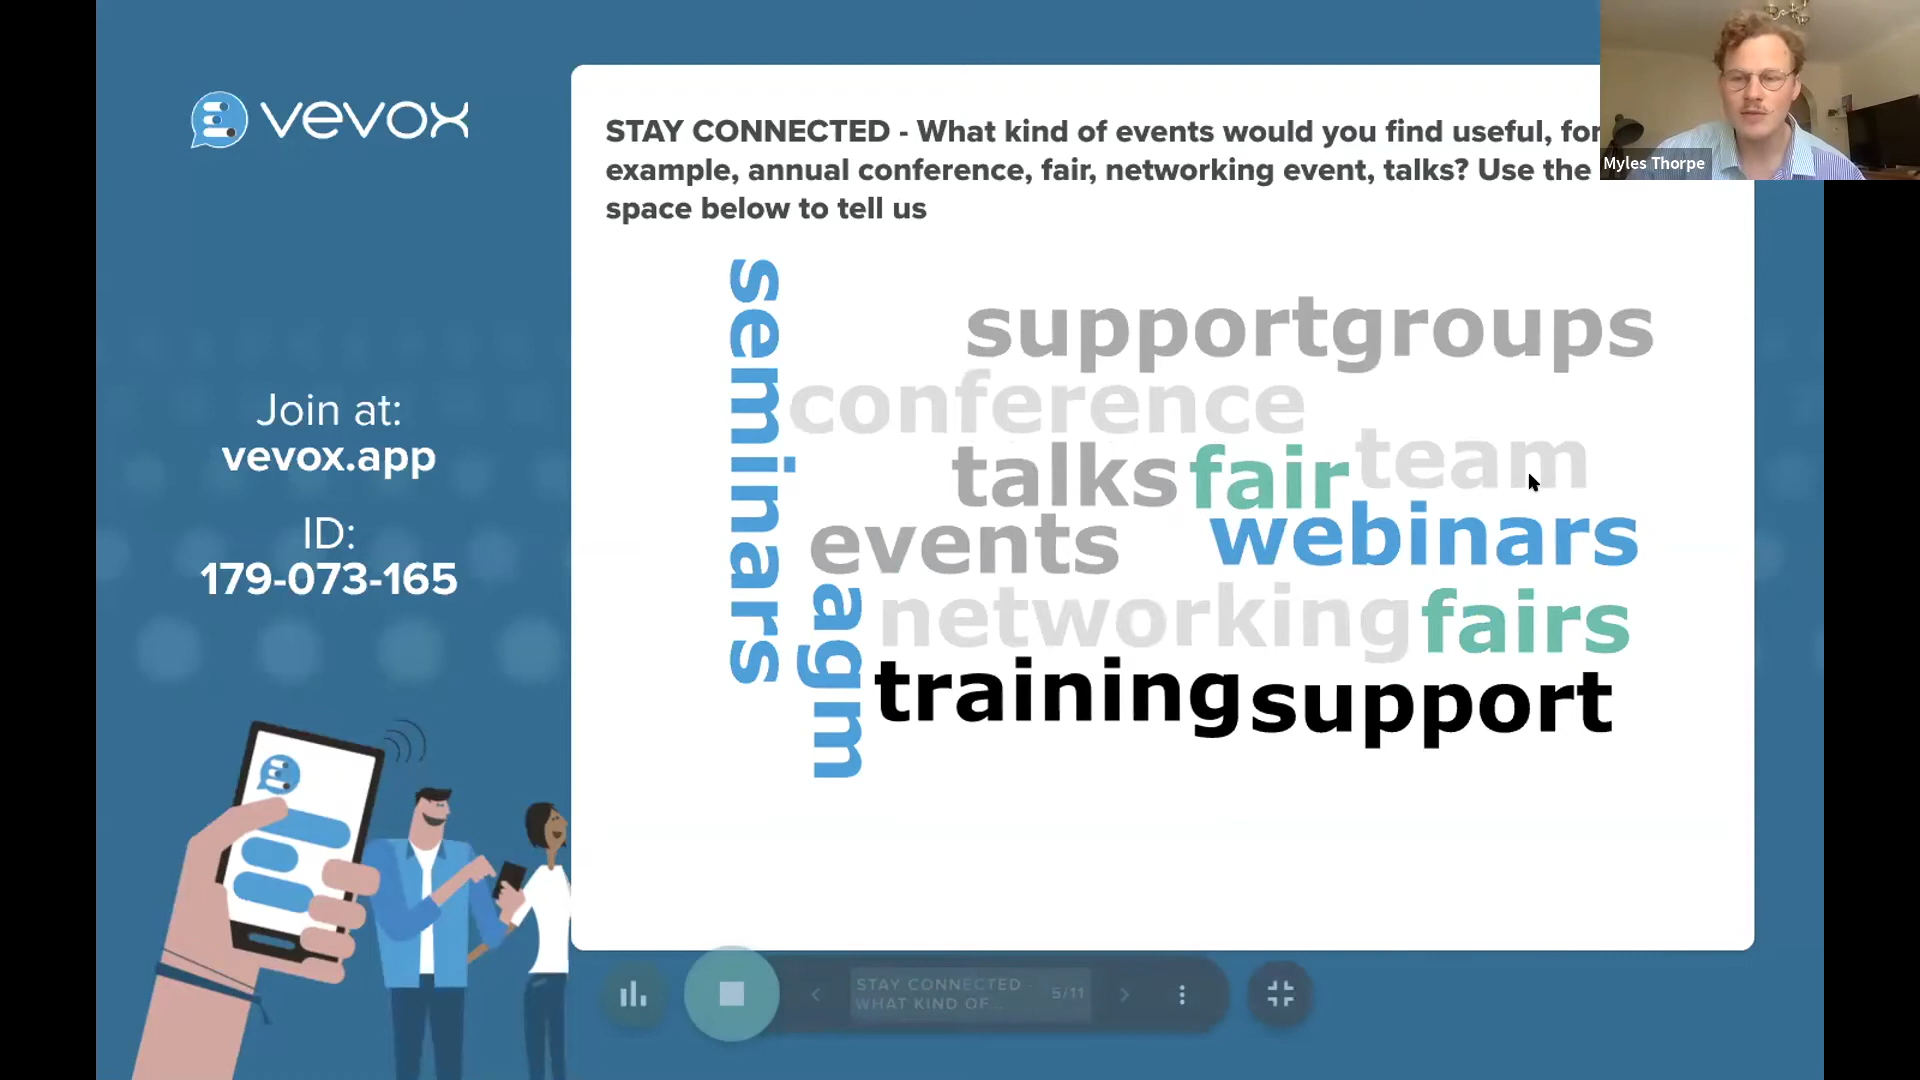 vevox
Join at:
vevox.app
ID:
179-073-165
STAY CONNECTED - What kind of events would you find useful, for
example, annual conference, fair, networking event, talks? Use the
space below to tell us
Myles Thorpe
seminars
supportgroups
conference
talks
fair
team
events
webinars
agm
networking
fairs
training
support
STAY CONNECTED -
WHAT KIND OF...
5/11